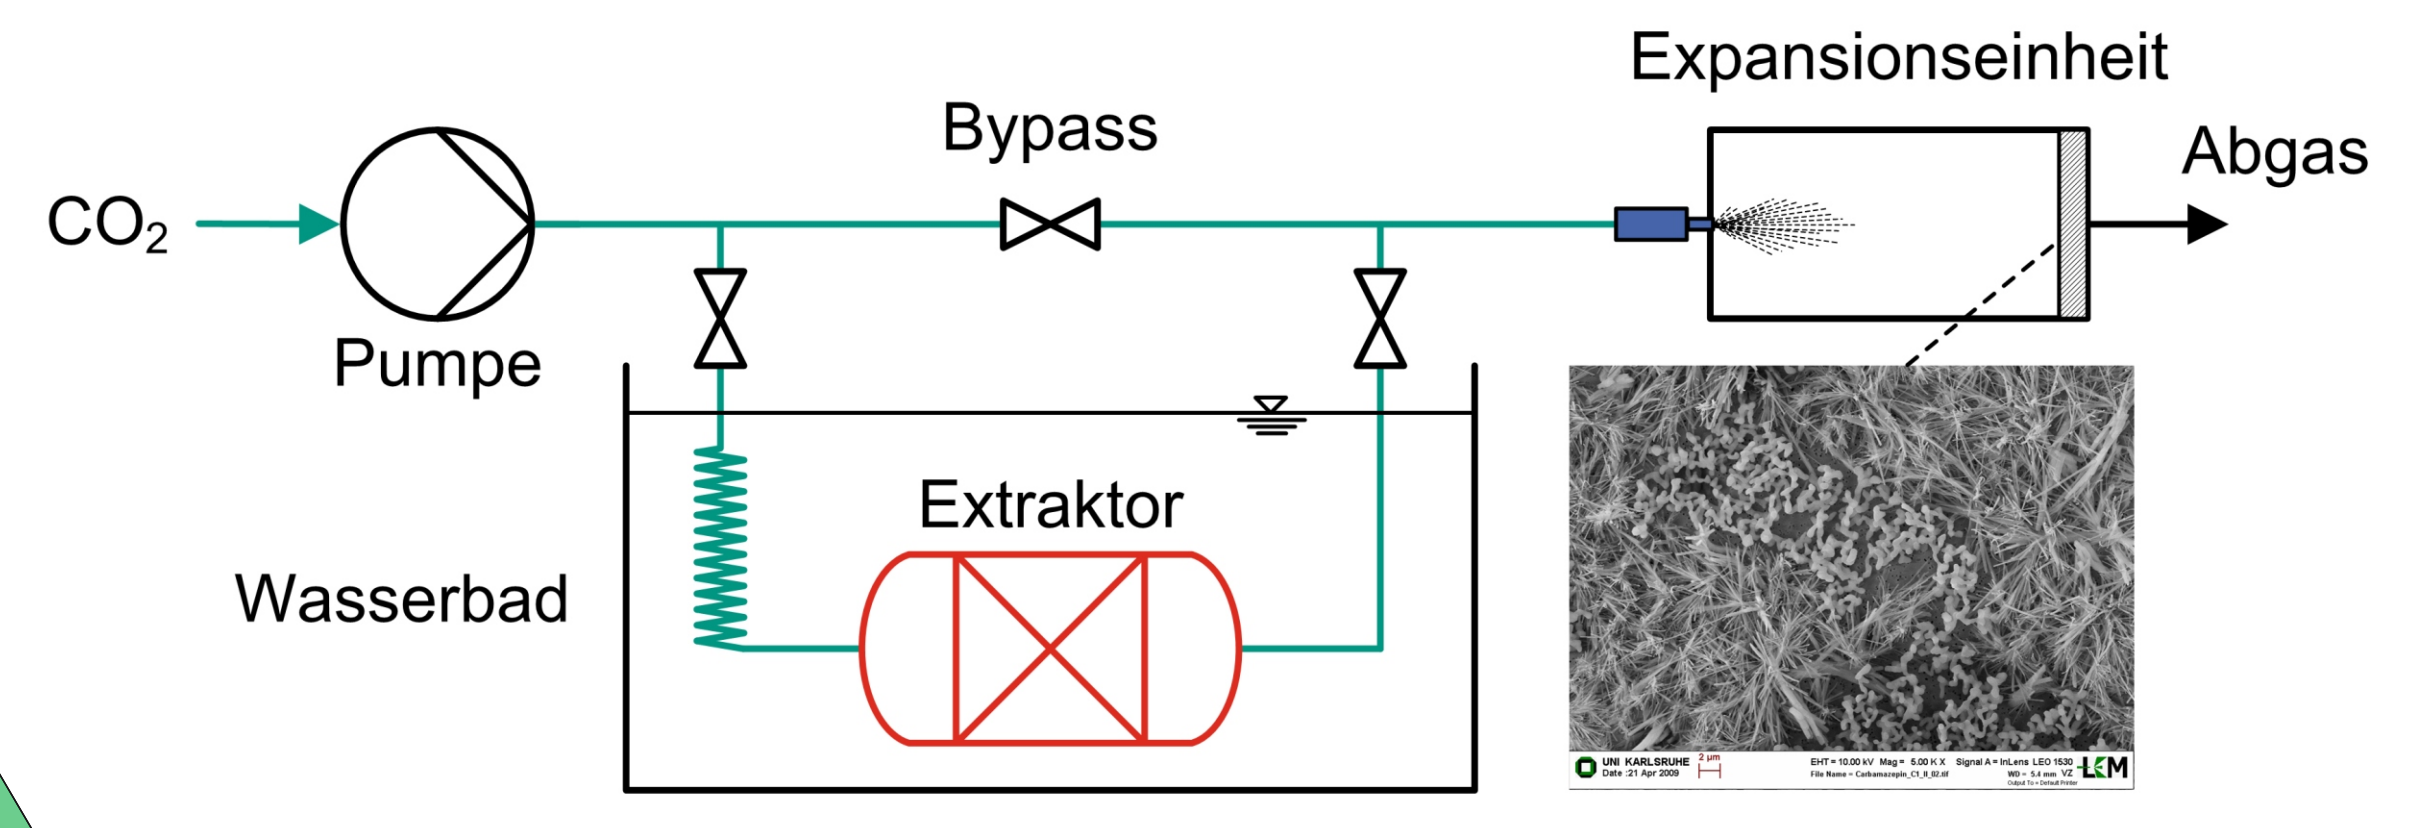 Expansionseinheit
Bypass
Abgas
CO₂
Pumpe
Extraktor
Wasserbad
UNI KARLSRUHE
Date :21 Apr 2009
2 µm
EHT = 10.00 kV Mag = 5.00 K X Signal A = InLens LEO 1530
File Name = Carbamazepin_C1_II_02.tif
WD = 5.4 mm VZ
Output To = Default Printer
LEM